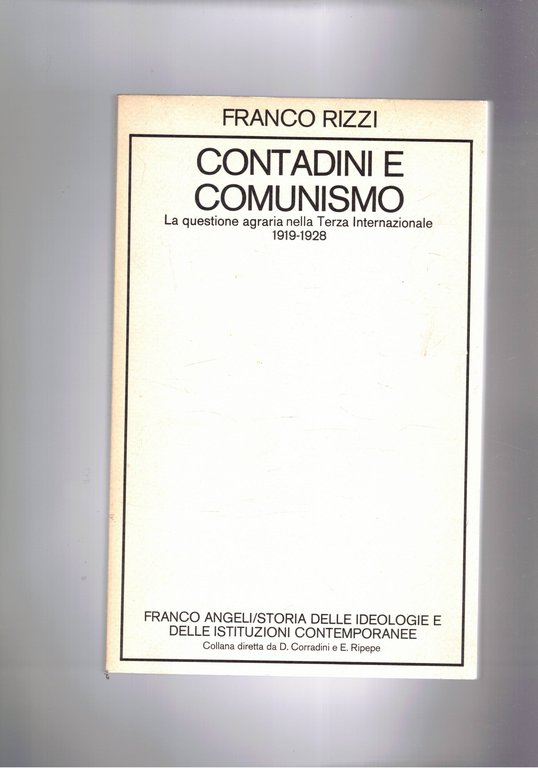 FRANCO RIZZI
CONTADINI E
COMUNISMO
La questione agraria nella Terza Internazionale
1919-1928
FRANCO ANGELI/STORIA DELLE IDEOLOGIE E
DELLE ISTITUZIONI CONTEMPORANEE
Collana diretta da D. Corradini e E. Ripepe